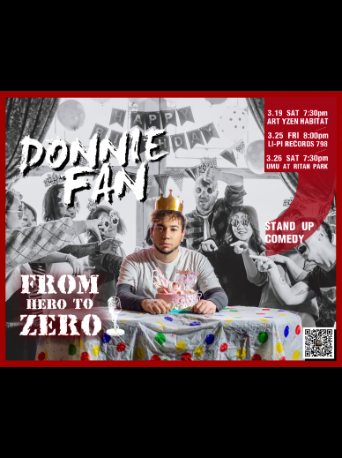 HAPPY
BIRTHDAY
DONNIE
FAN
3.19 SAT 7:30pm
ART YZEN HABITAT
3.25 FRI 8:00pm
LI-PI RECORDS 798
3.26 SAT 7:30pm
UMU AT RITAN PARK
STAND UP
COMEDY
FROM
HERO TO
ZERO